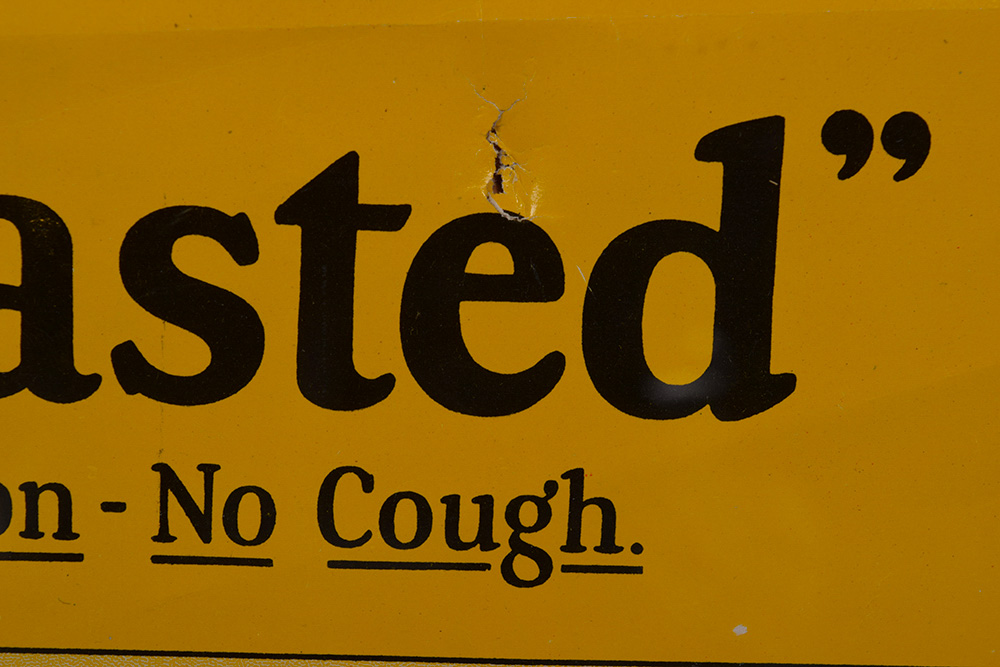 asted”
on - No Cough.